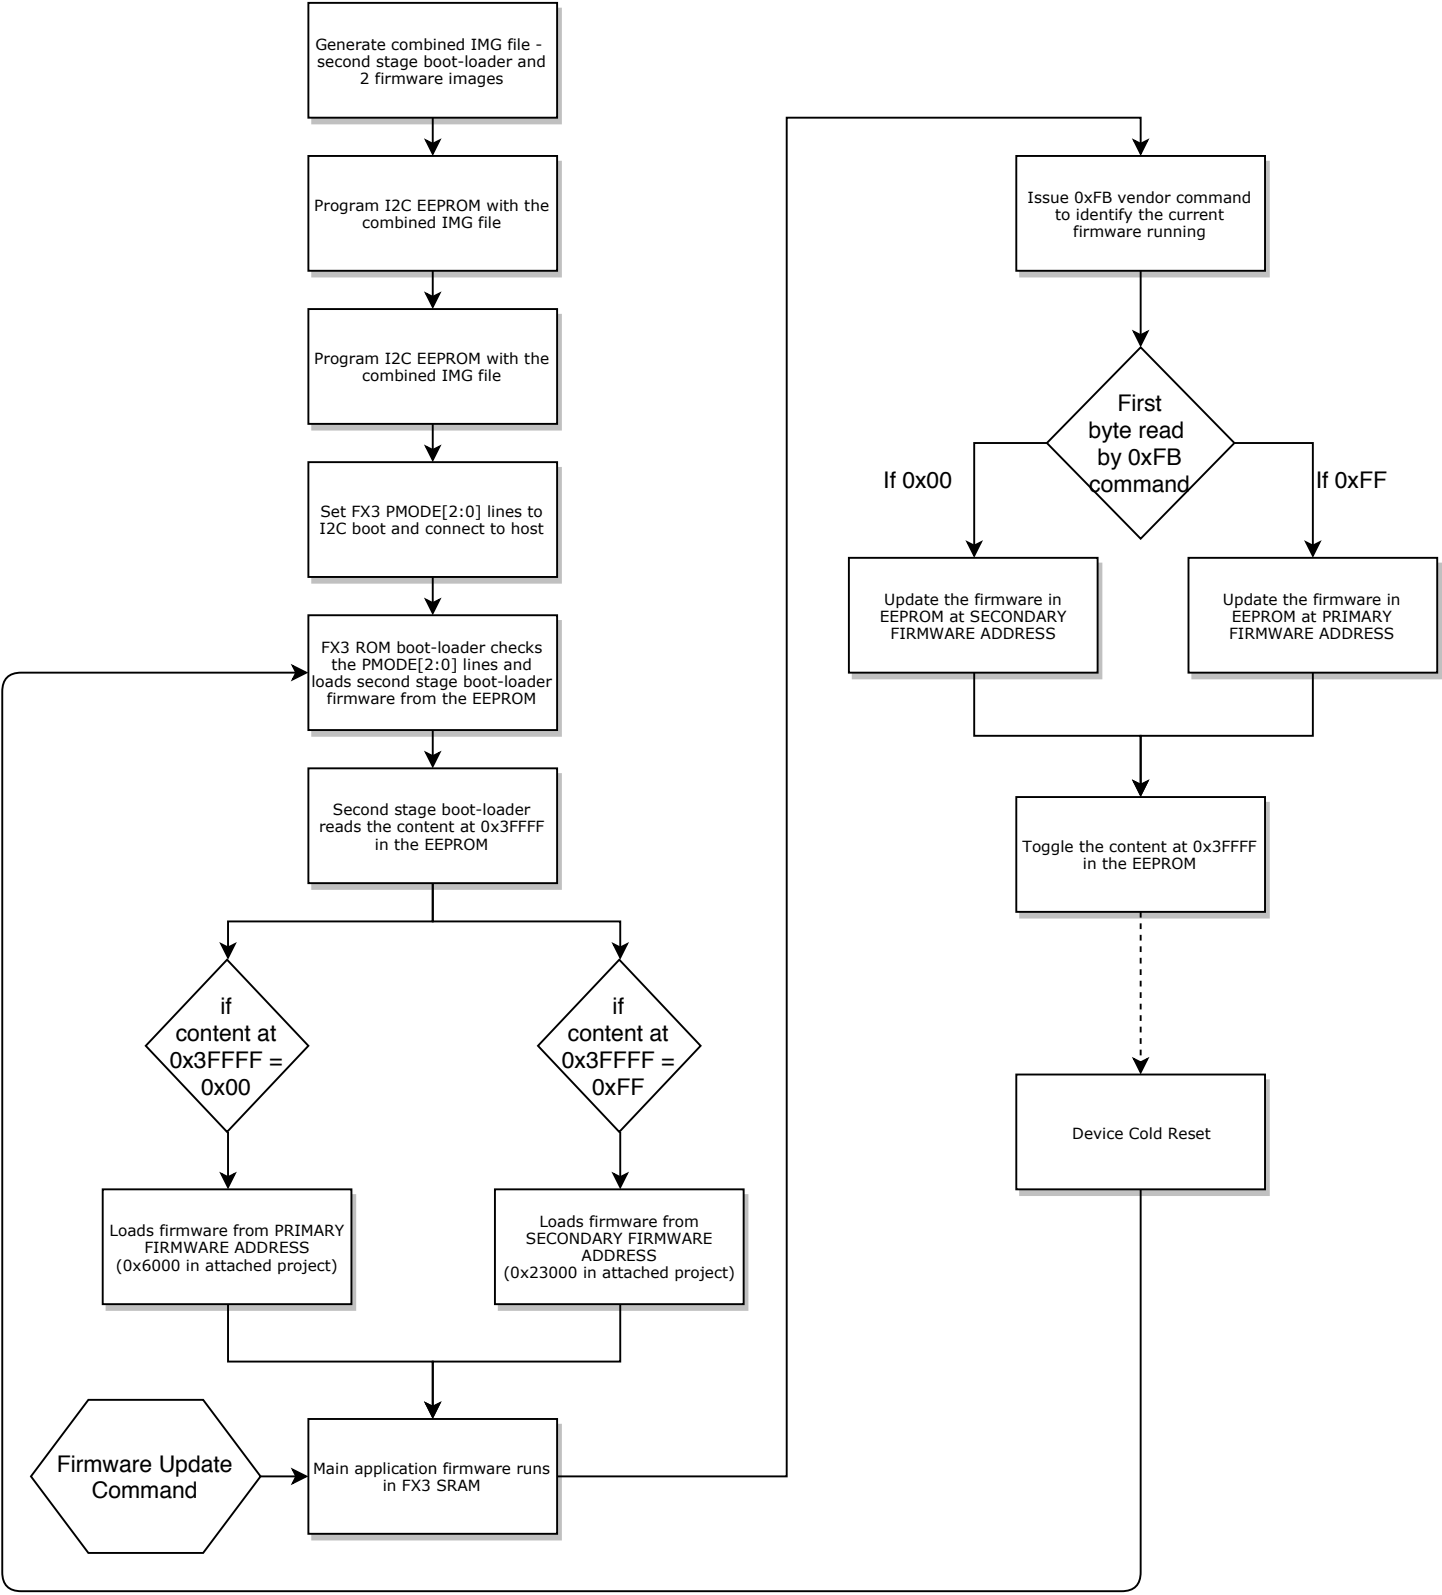 Generate combined IMG file -
second stage boot-loader and
2 firmware images
Program I2C EEPROM with the
combined IMG file
Program I2C EEPROM with the
combined IMG file
Set FX3 PMODE[2:0] lines to
I2C boot and connect to host
FX3 ROM boot-loader checks
the PMODE[2:0] lines and
loads second stage boot-loader
firmware from the EEPROM
Second stage boot-loader
reads the content at 0x3FFFF
in the EEPROM
if
content at
0x3FFFF =
0x00
if
content at
0x3FFFF =
0xFF
Loads firmware from PRIMARY
FIRMWARE ADDRESS
(0x6000 in attached project)
Loads firmware from
SECONDARY FIRMWARE
ADDRESS
(0x23000 in attached project)
Firmware Update
Command
Main application firmware runs
in FX3 SRAM
Issue 0xFB vendor command
to identify the current
firmware running
First
byte read
by 0xFB
command
If 0x00
If 0xFF
Update the firmware in
EEPROM at SECONDARY
FIRMWARE ADDRESS
Update the firmware in
EEPROM at PRIMARY
FIRMWARE ADDRESS
Toggle the content at 0x3FFFF
in the EEPROM
Device Cold Reset